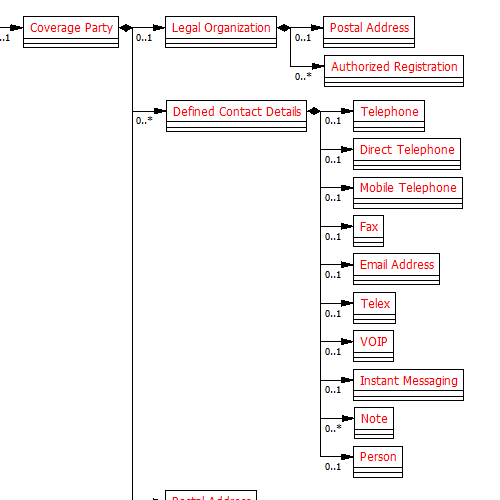 Coverage Party
Legal Organization
Postal Address
..1
0..1
0..1
Authorized Registration
0..*
Defined Contact Details
Telephone
0..*
0..1
Direct Telephone
0..1
Mobile Telephone
0..1
Fax
0..1
Email Address
0..1
Telex
0..1
VOIP
0..1
Instant Messaging
0..1
Note
0..*
Person
0..1
Postal Address